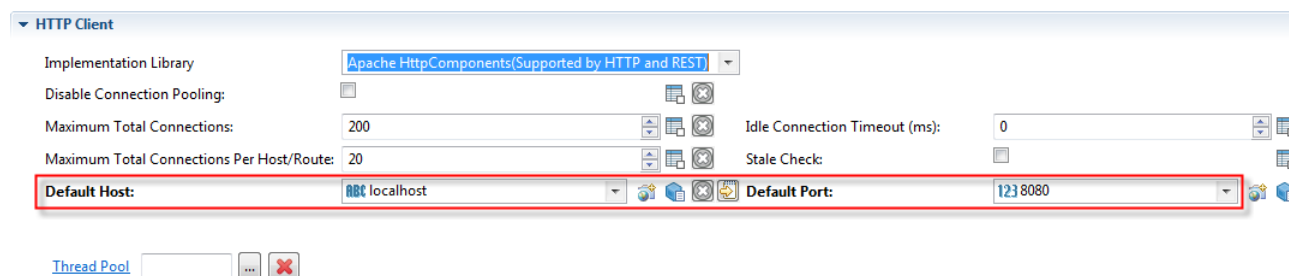 HTTP Client
Implementation Library Apache HttpComponents(Supported by HTTP and REST)
Disable Connection Pooling:
Maximum Total Connections: 200 Idle Connection Timeout (ms): 0
Maximum Total Connections Per Host/Route: 20 Stale Check:
Default Host: ABC localhost Default Port: 123 8080
Thread Pool ...